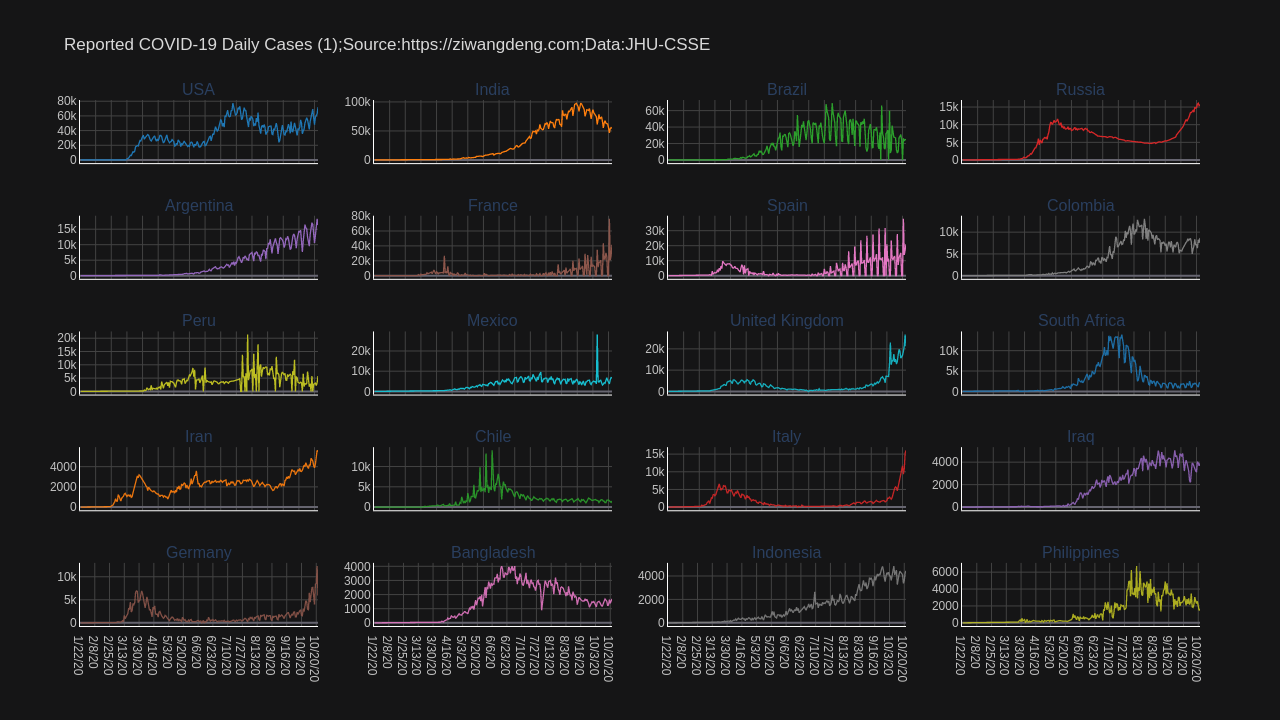 Reported COVID-19 Daily Cases (1);Source:https://ziwangdeng.com;Data:JHU-CSSE
USA
India
Brazil
Russia
80k
60k
40k
20k
0
100k
50k
0
60k
40k
20k
0
15k
10k
5k
0
Argentina
France
Spain
Colombia
15k
10k
5k
0
80k
60k
40k
20k
0
30k
20k
10k
0
10k
5k
0
Peru
Mexico
United Kingdom
South Africa
20k
15k
10k
5k
0
20k
10k
0
20k
10k
0
10k
5k
0
Iran
Chile
Italy
Iraq
4000
2000
0
10k
5k
0
15k
10k
5k
0
4000
2000
0
Germany
Bangladesh
Indonesia
Philippines
10k
5k
0
4000
3000
2000
1000
0
4000
2000
0
6000
4000
2000
0
1/22/20 2/8/20 2/25/20 3/13/20 3/30/20 4/16/20 5/3/20 5/20/20 6/6/20 6/23/20 7/10/20 7/27/20 8/13/20 8/30/20 9/16/20 10/3/20 10/20/20
1/22/20 2/8/20 2/25/20 3/13/20 3/30/20 4/16/20 5/3/20 5/20/20 6/6/20 6/23/20 7/10/20 7/27/20 8/13/20 8/30/20 9/16/20 10/3/20 10/20/20
1/22/20 2/8/20 2/25/20 3/13/20 3/30/20 4/16/20 5/3/20 5/20/20 6/6/20 6/23/20 7/10/20 7/27/20 8/13/20 8/30/20 9/16/20 10/3/20 10/20/20
1/22/20 2/8/20 2/25/20 3/13/20 3/30/20 4/16/20 5/3/20 5/20/20 6/6/20 6/23/20 7/10/20 7/27/20 8/13/20 8/30/20 9/16/20 10/3/20 10/20/20